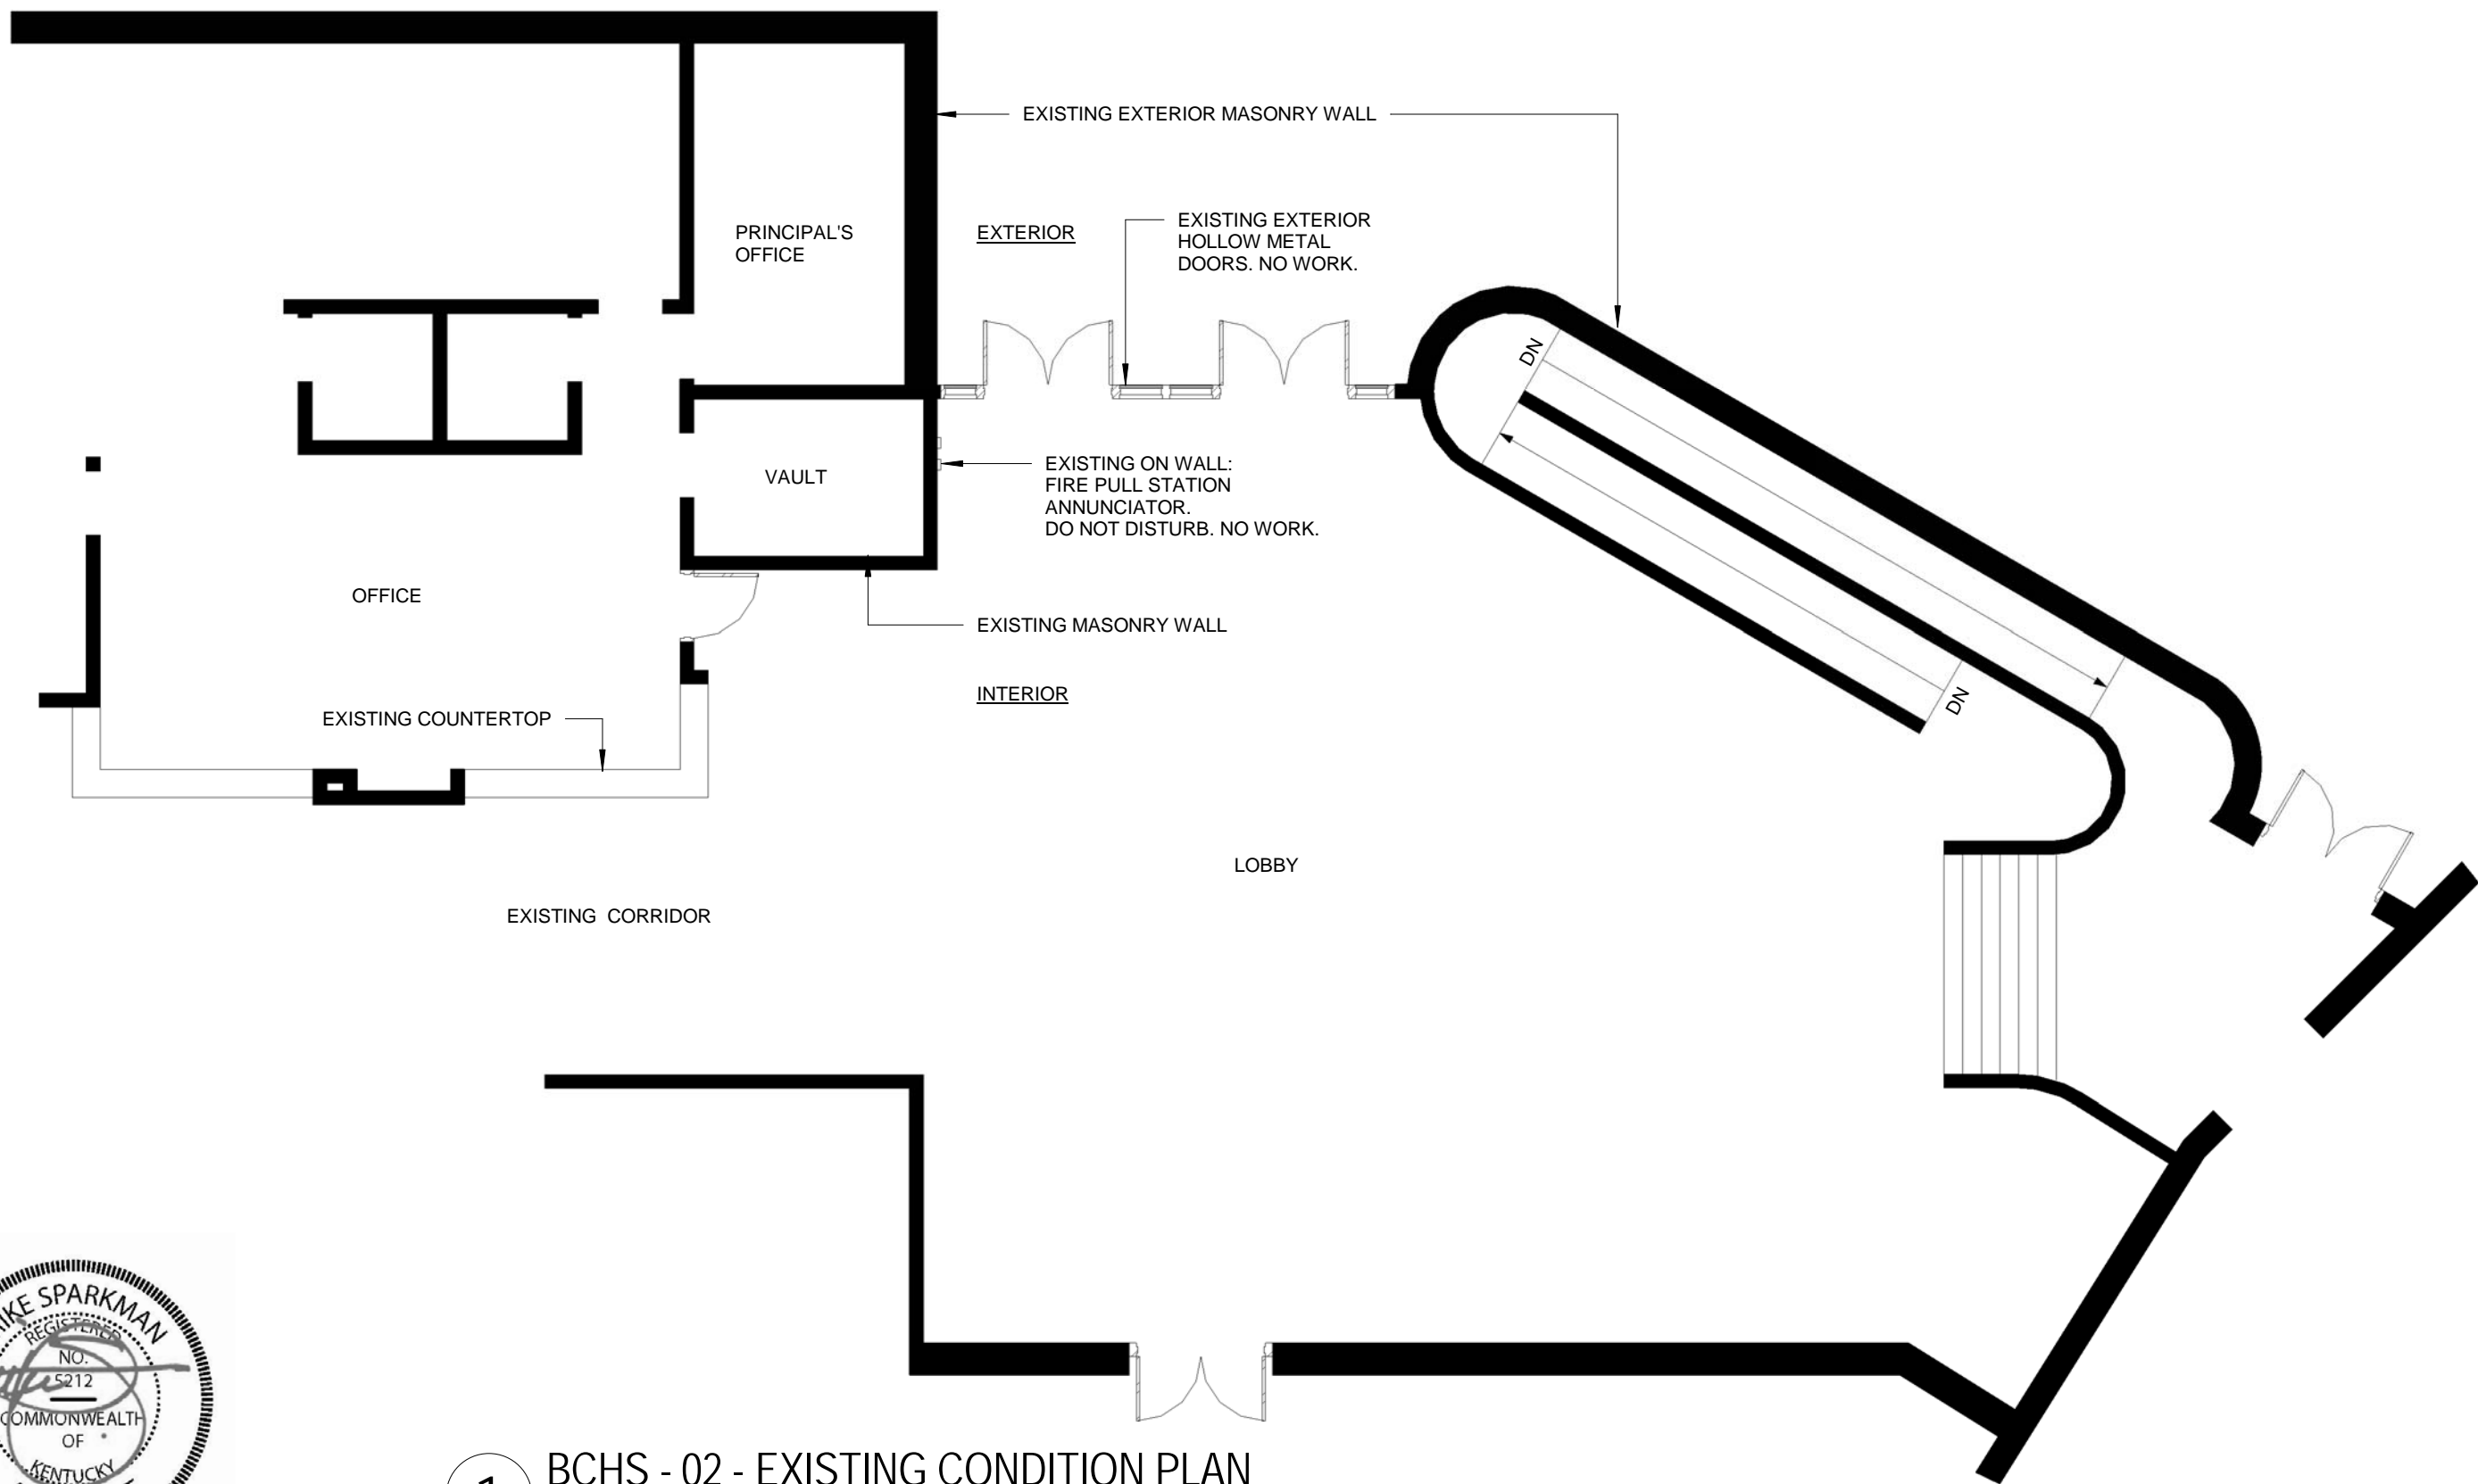 EXISTING EXTERIOR MASONRY WALL
PRINCIPAL'S
OFFICE
EXTERIOR
EXISTING EXTERIOR
HOLLOW METAL
DOORS. NO WORK.
DN
VAULT
EXISTING ON WALL:
FIRE PULL STATION
ANNUNCIATOR.
DO NOT DISTURB. NO WORK.
OFFICE
EXISTING MASONRY WALL
INTERIOR
DN
EXISTING COUNTERTOP
LOBBY
EXISTING CORRIDOR
IKE SPARKMAN
REGISTERED
NO.
5212
COMMONWEALTH
OF
KENTUCKY
1
BCHS - 02 - EXISTING CONDITION PLAN